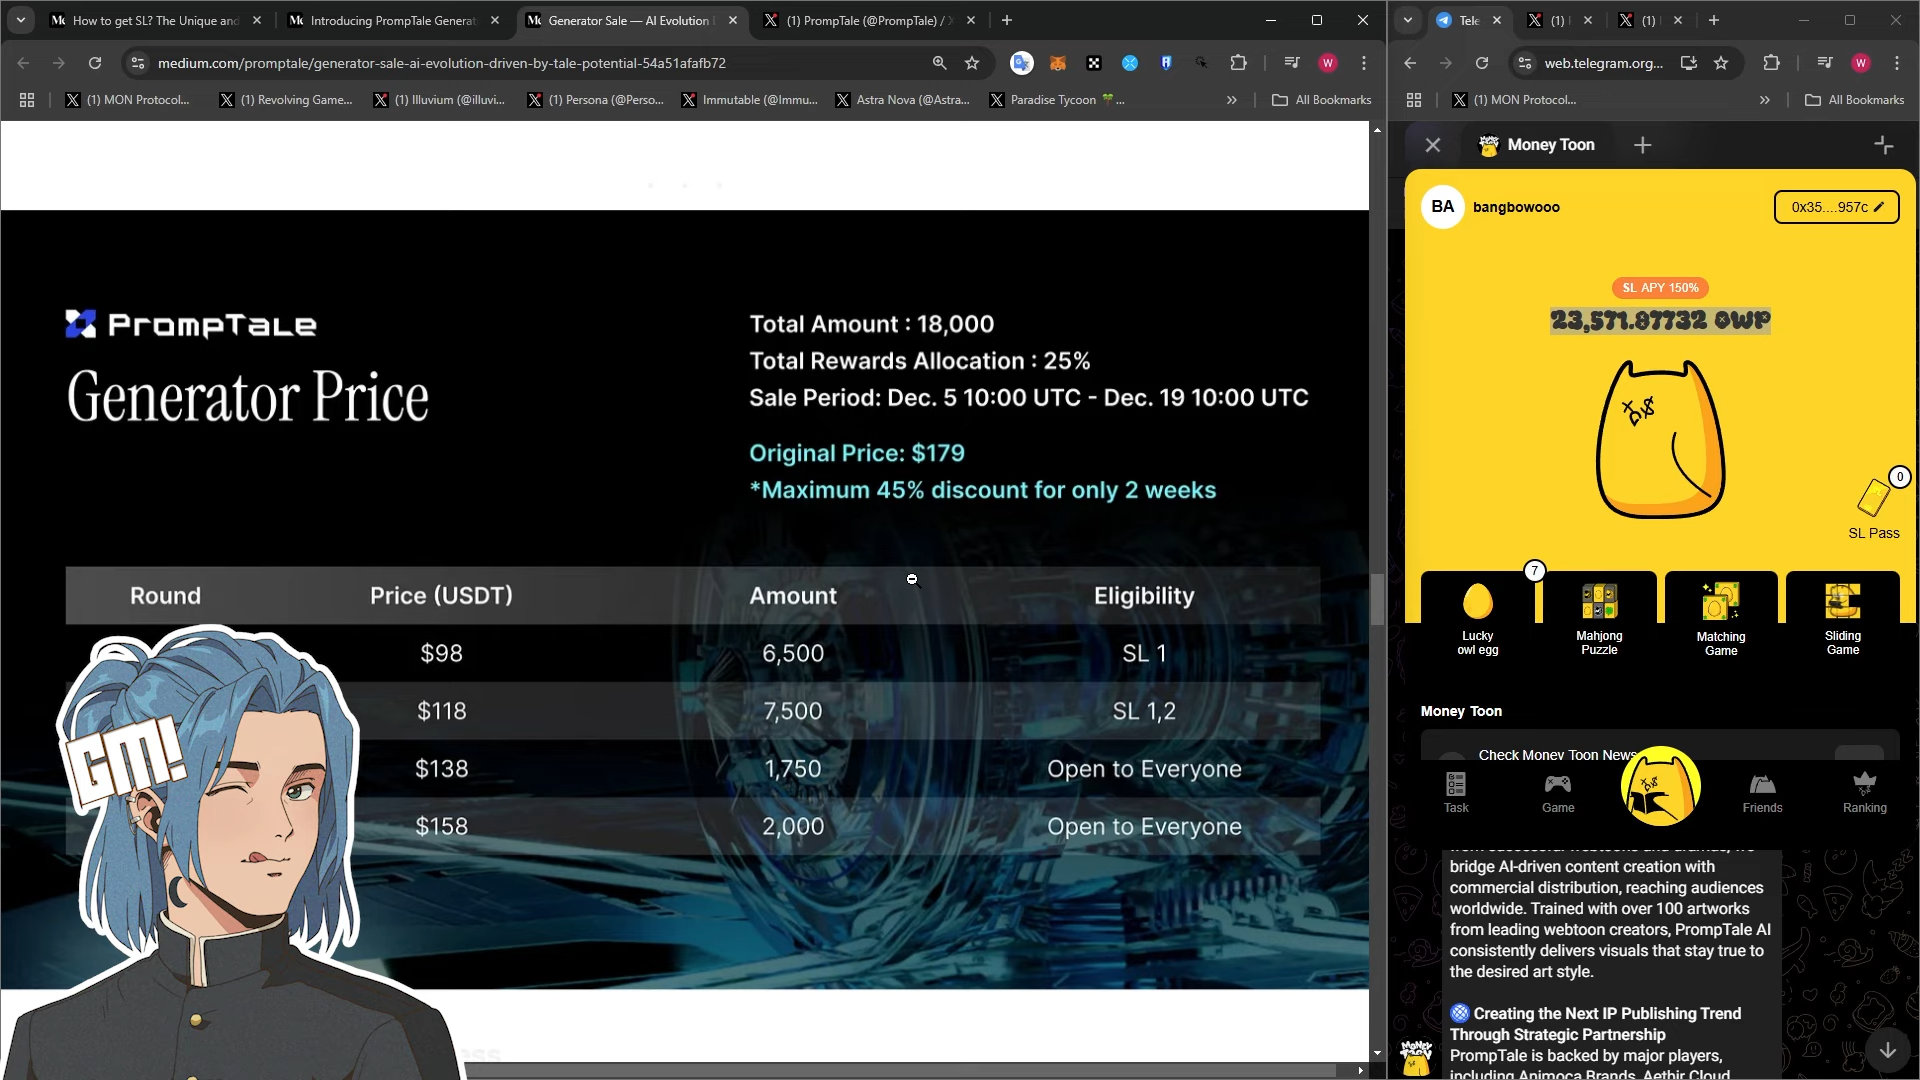 How to get SL? The Unique and
Introducing PrompTale Generat
Generator Sale — AI Evolution
(1) PrompTale (@PrompTale) /
Tele
(1)
(1)
medium.com/promptale/generator-sale-ai-evolution-driven-by-tale-potential-54a51afafb72
W
web.telegram.org...
W
(1) MON Protocol...
(1) Revolving Game...
(1) Illuvium (@illuvi...
(1) Persona (@Perso...
Immutable (@Immu...
Astra Nova (@Astra...
Paradise Tycoon
All Bookmarks
(1) MON Protocol...
All Bookmarks
PrompTale
Generator Price
Total Amount : 18,000
Total Rewards Allocation : 25%
Sale Period: Dec. 5 10:00 UTC - Dec. 19 10:00 UTC
Original Price: $179
*Maximum 45% discount for only 2 weeks
Round Price (USDT) Amount Eligibility
$98 6,500 SL 1
$118 7,500 SL 1,2
$138 1,750 Open to Everyone
$158 2,000 Open to Everyone
GM!
Money Toon
BA bangbowooo
0x35....957c
SL APY 150%
23,571.87732 OWP
0
SL Pass
7
Lucky
owl egg
Mahjong
Puzzle
Matching
Game
Sliding
Game
Money Toon
Check Money Toon News
Task
Game
Friends
Ranking
bridge AI-driven content creation with
commercial distribution, reaching audiences
worldwide. Trained with over 100 artworks
from leading webtoon creators, PrompTale AI
consistently delivers visuals that stay true to
the desired art style.
Creating the Next IP Publishing Trend
Through Strategic Partnership
PrompTale is backed by major players,
including Animoca Brands, Aethir Cloud